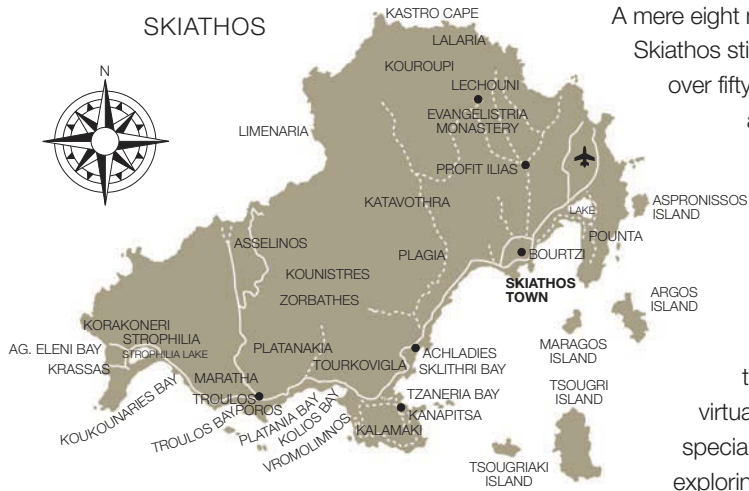 SKIATHOS
N
KASTRO CAPE
LALARIA
KOUROUPI
LECHOUNI
EVANGELISTRIA
MONASTERY
LIMENARIA
PROFIT ILIAS
KATAVOTHRA
ASPRONISSOS
ISLAND
LAKE
POUNTA
ASSELINOS
PLAGIA
BOURTZI
KOUNISTRES
SKIATHOS
TOWN
ZORBATHES
ARGOS
ISLAND
KORAKONERI
STROPHILIA
AG. ELENI BAY
STROPHILIA LAKE
KRASSAS
PLATANAKIA
TOURKOVIGLA
ACHLADIES
SKLITHRI BAY
MARAGOS
ISLAND
MARATHA
TROULOS
POROS
TZANERIA BAY
KANAPITSA
TSOUGRI
ISLAND
KOUKOUNARIES BAY
TROULOS BAY
PLATANIA BAY
KOLIOS BAY
VROMOLIMNOS
KALAMAKI
TSOUGRIAKI
ISLAND
A mere eight
Skiathos
over fifty
virtua
specia
explorin